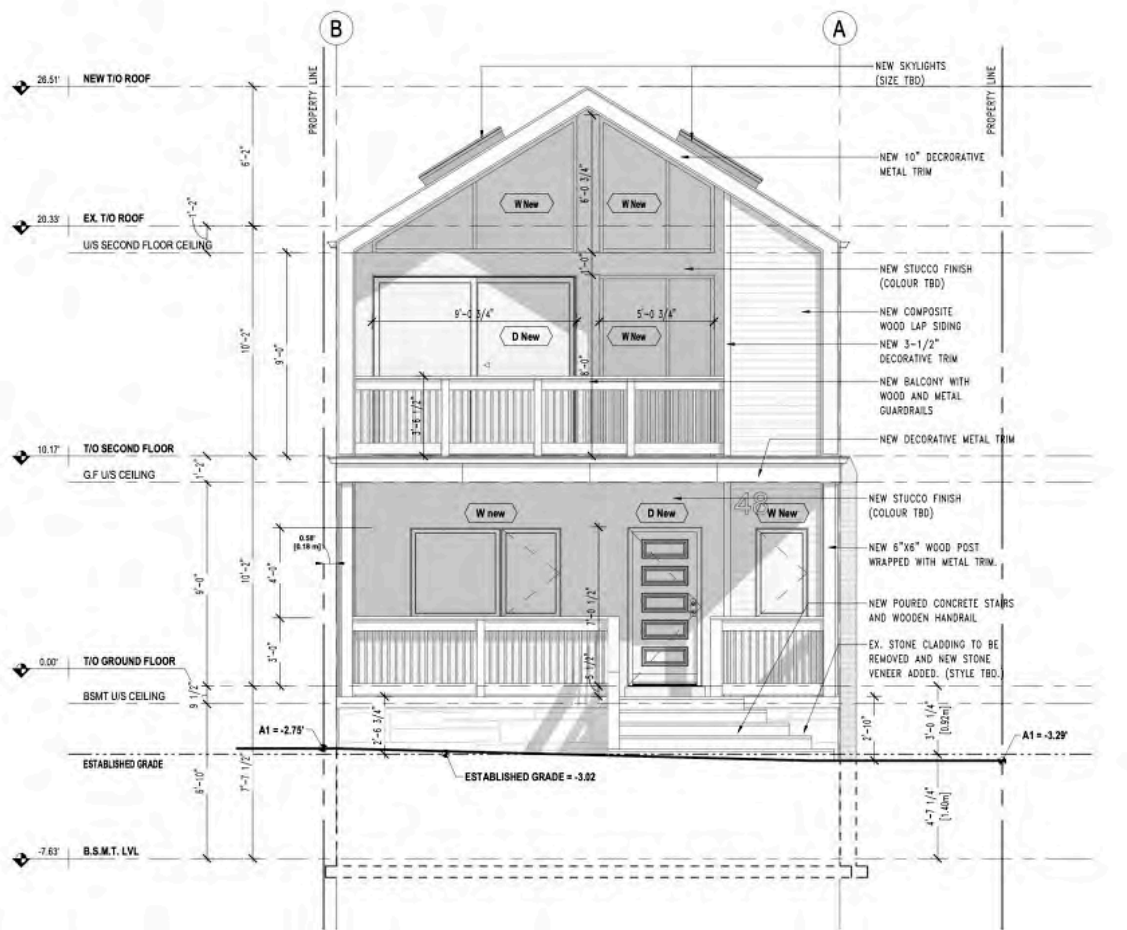 B
A
PROPERTY LINE
PROPERTY LINE
26.51' NEW T/O ROOF
20.33' EX. T/O ROOF
U/S SECOND FLOOR CEILING
10.17' T/O SECOND FLOOR
G.F U/S CEILING
0.00' T/O GROUND FLOOR
BSMT U/S CEILING
A1 = -2.75'
ESTABLISHED GRADE
-7.63' B.S.M.T. LVL
6'-2"
1'-2"
10'-2"
9'-0"
1'-2"
9'-0"
10'-2"
4'-0"
3'-0"
9 1/2"
6'-10"
7'-7 1/2"
0.58'
[0.18 m]
W New
W New
6'-0 3/4"
1'-0"
9'-0 3/4"
5'-0 3/4"
D New
W New
3'-6 1/2"
W new
D New
48
W New
7'-0 1/2"
5 1/2"
2'-6 3/4"
2'-10"
3'-0 1/4"
[0.92m]
4'-7 1/4"
[1.40m]
ESTABLISHED GRADE = -3.02
A1 = -3.29'
NEW SKYLIGHTS
(SIZE TBD)
NEW 10" DECRORATIVE
METAL TRIM
NEW STUCCO FINISH
(COLOUR TBD)
NEW COMPOSITE
WOOD LAP SIDING
NEW 3-1/2"
DECORATIVE TRIM
NEW BALCONY WITH
WOOD AND METAL
GUARDRAILS
NEW DECORATIVE METAL TRIM
NEW STUCCO FINISH
(COLOUR TBD)
NEW 6"X6" WOOD POST
WRAPPED WITH METAL TRIM.
NEW POURED CONCRETE STAIRS
AND WOODEN HANDRAIL
EX. STONE CLADDING TO BE
REMOVED AND NEW STONE
VENEER ADDED. (STYLE TBD.)